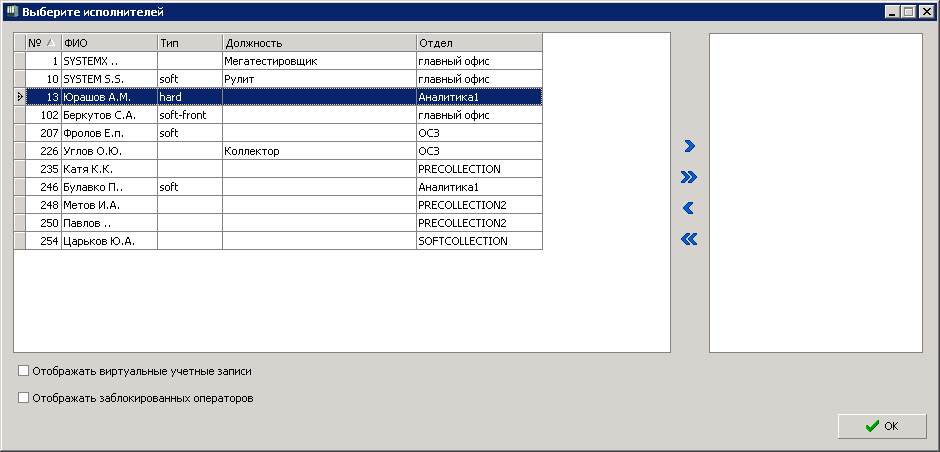 Выберите исполнителей
№ ФИО Тип Должность Отдел
1 SYSTEMX .. Мегатестировщик главный офис
10 SYSTEM S.S. soft Рулит главный офис
13 Юрашов А.М. hard Аналитика1
102 Беркутов С.А. soft-front главный офис
207 Фролов Е.п. soft ОСЗ
226 Углов О.Ю. Коллектор ОСЗ
235 Катя К.К. PRECOLLECTION
246 Булавко П.. soft Аналитика1
248 Метов И.А. PRECOLLECTION2
250 Павлов .. PRECOLLECTION2
254 Царьков Ю.А. SOFTCOLLECTION
Отображать виртуальные учетные записи
Отображать заблокированных операторов
OK